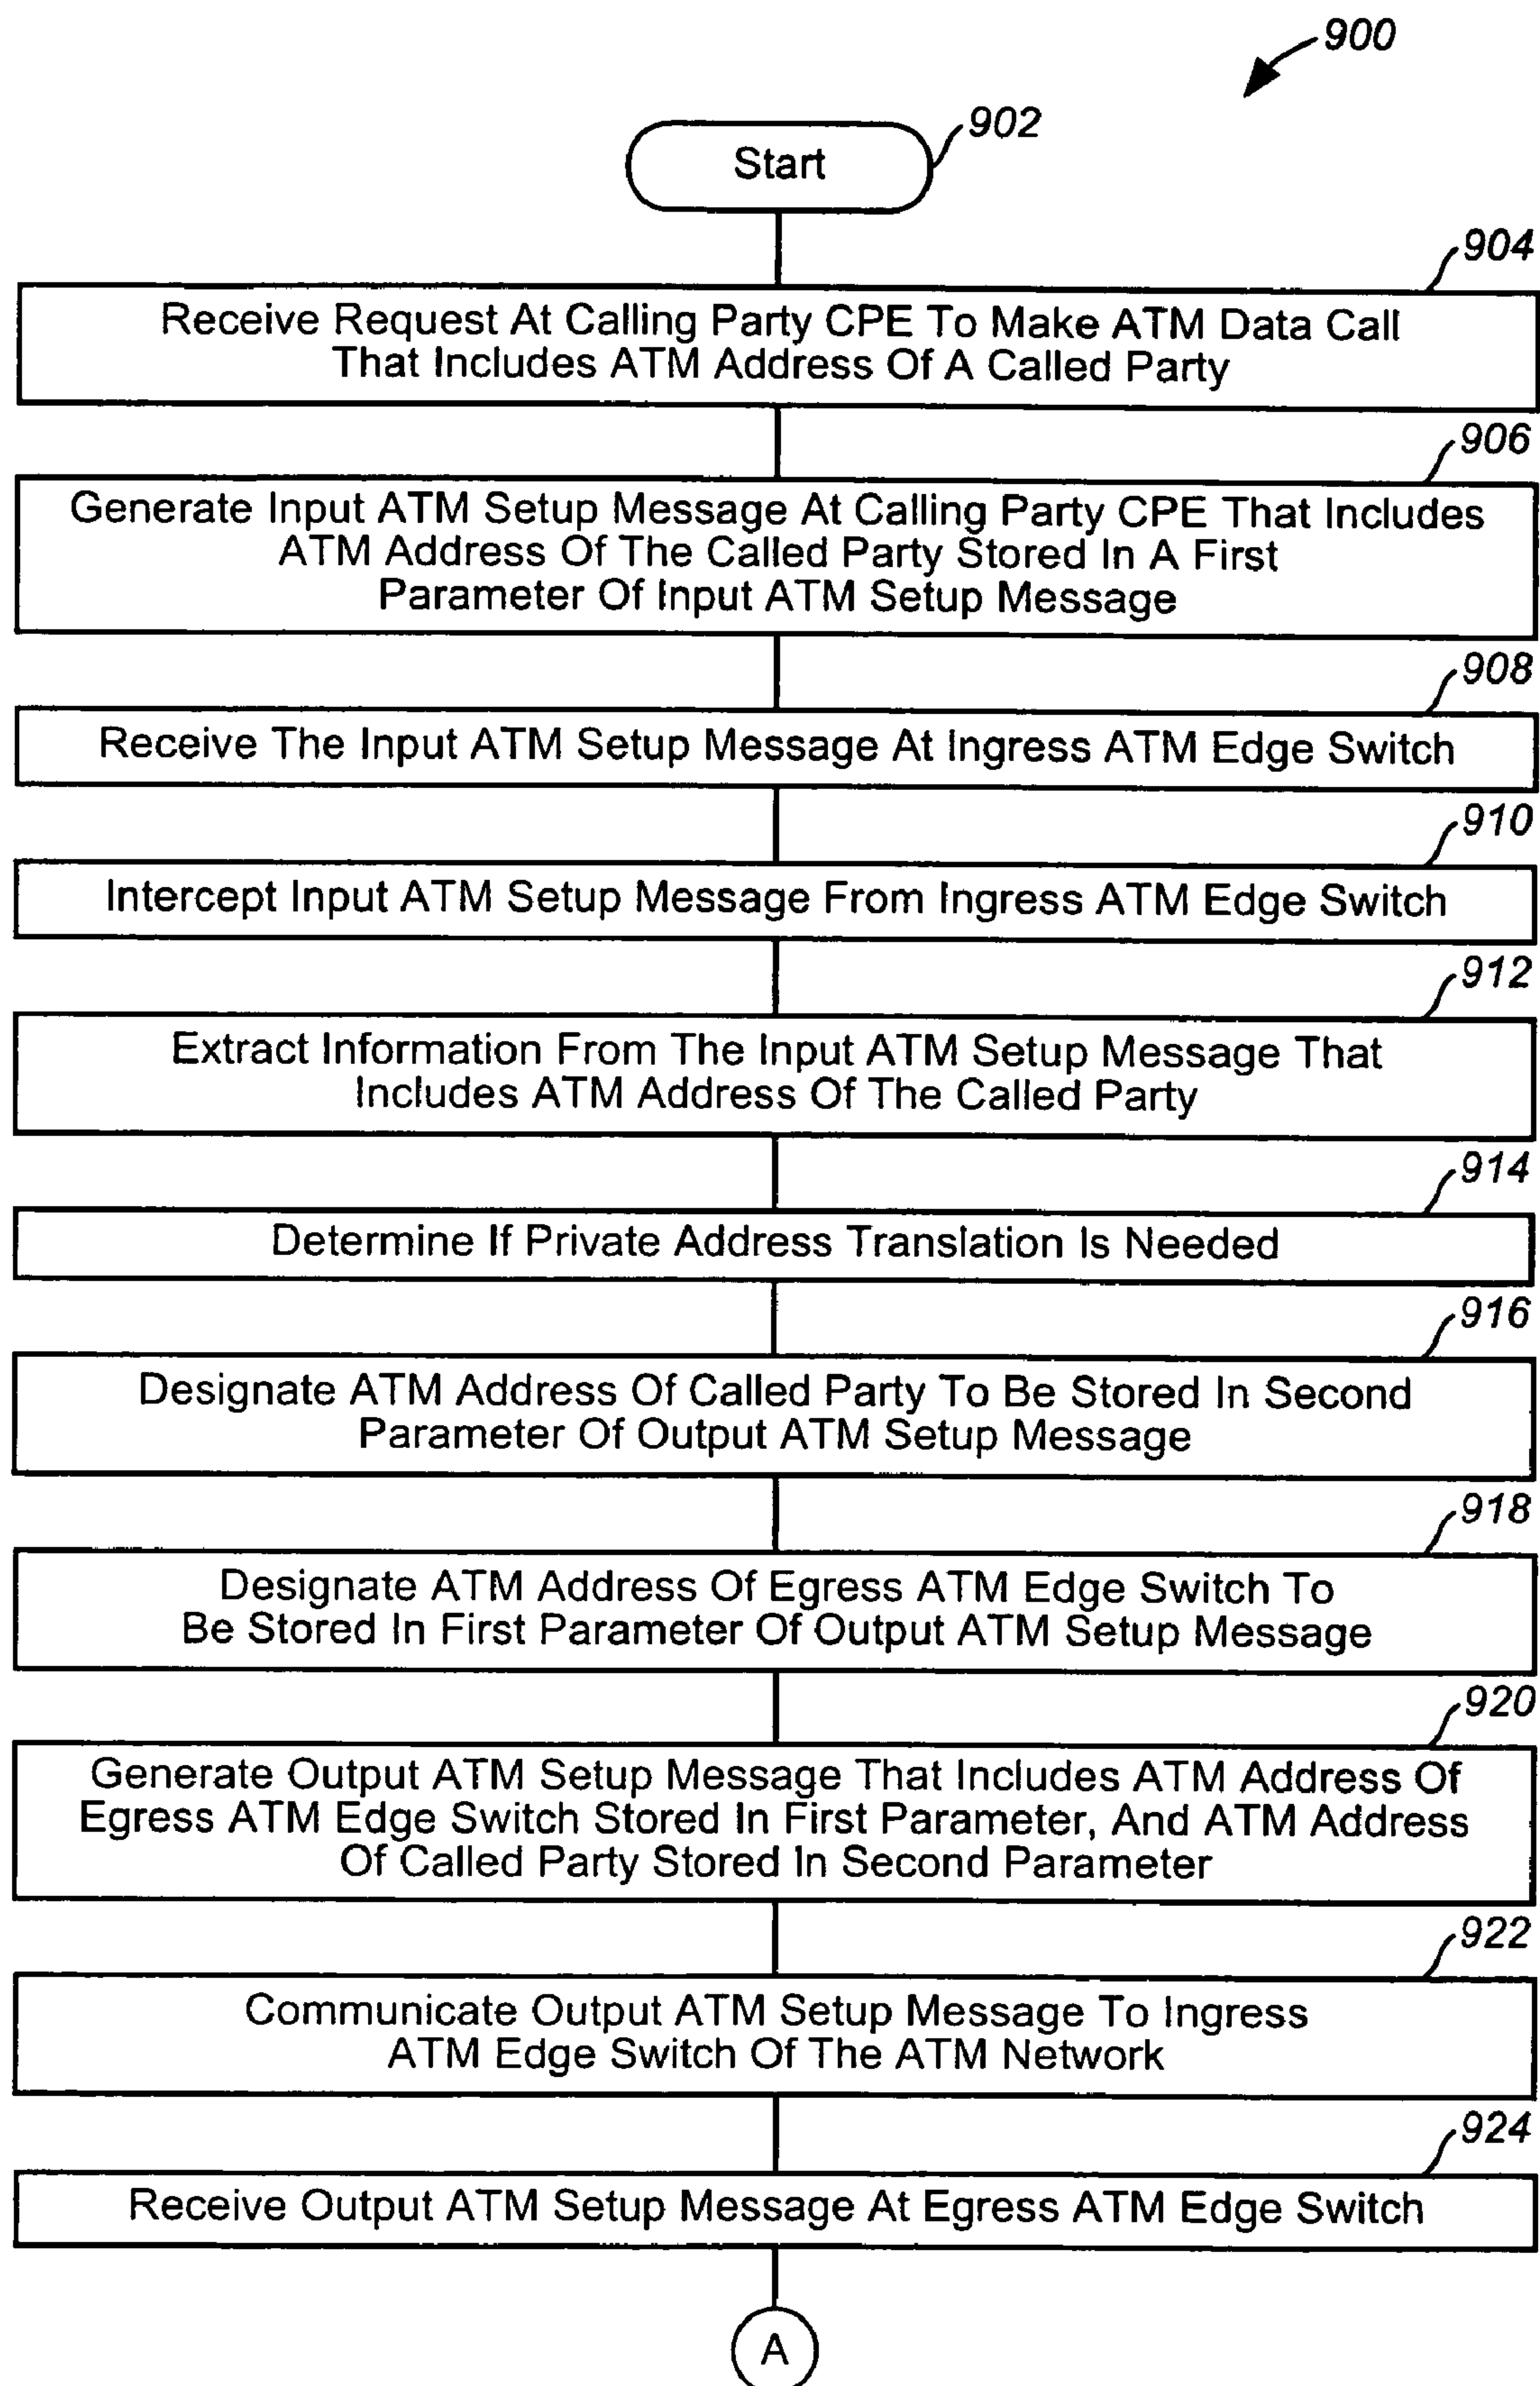 900
902
Start
904
Receive Request At Calling Party CPE To Make ATM Data Call
That Includes ATM Address Of A Called Party
906
Generate Input ATM Setup Message At Calling Party CPE That Includes
ATM Address Of The Called Party Stored In A First
Parameter Of Input ATM Setup Message
908
Receive The Input ATM Setup Message At Ingress ATM Edge Switch
910
Intercept Input ATM Setup Message From Ingress ATM Edge Switch
912
Extract Information From The Input ATM Setup Message That
Includes ATM Address Of The Called Party
914
Determine If Private Address Translation Is Needed
916
Designate ATM Address Of Called Party To Be Stored In Second
Parameter Of Output ATM Setup Message
918
Designate ATM Address Of Egress ATM Edge Switch To
Be Stored In First Parameter Of Output ATM Setup Message
920
Generate Output ATM Setup Message That Includes ATM Address Of
Egress ATM Edge Switch Stored In First Parameter, And ATM Address
Of Called Party Stored In Second Parameter
922
Communicate Output ATM Setup Message To Ingress
ATM Edge Switch Of The ATM Network
924
Receive Output ATM Setup Message At Egress ATM Edge Switch
A